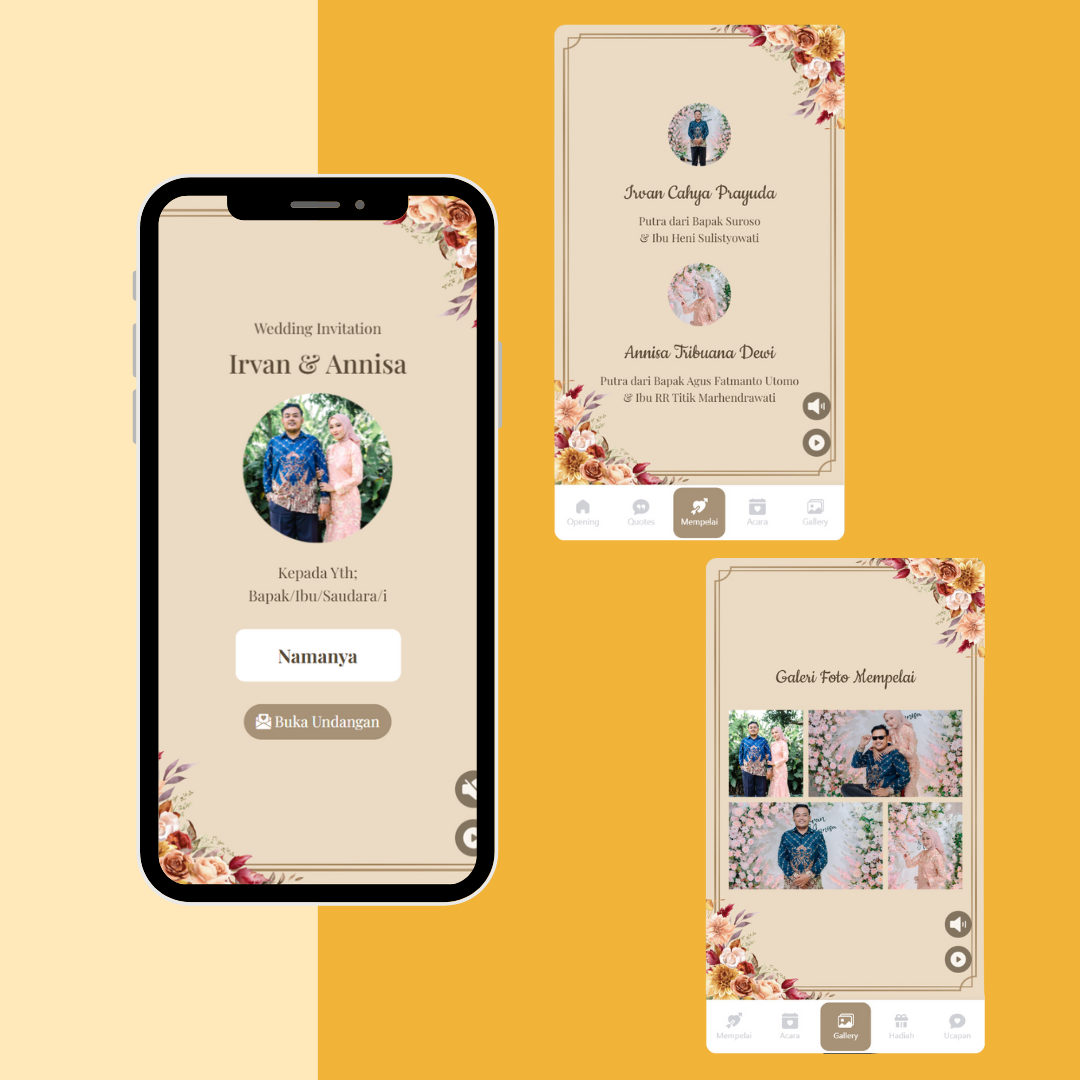 Wedding Invitation
Irvan & Annisa
Kepada Yth;
Bapak/Ibu/Saudara/i
Namanya
Buka Undangan
Irvan Cahya Prayuda
Putra dari Bapak Suroso
& Ibu Heni Sulistyowati
Annisa Tribuana Dewi
Putra dari Bapak Agus Fatmanto Utomo
& Ibu RR Titik Marhendrawati
Opening Quotes Mempelai Acara Gallery
Galeri Foto Mempelai
Mempelai Acara Gallery Hadiah Ucapan